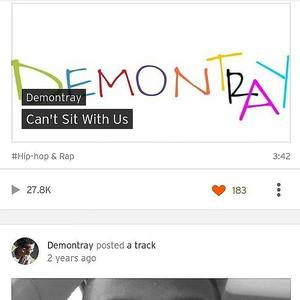 DEMONTRAY
Demontray
Can't Sit With Us
#Hip-hop & Rap
3:42
27.8K
183
Demontray posted a track
2 years ago